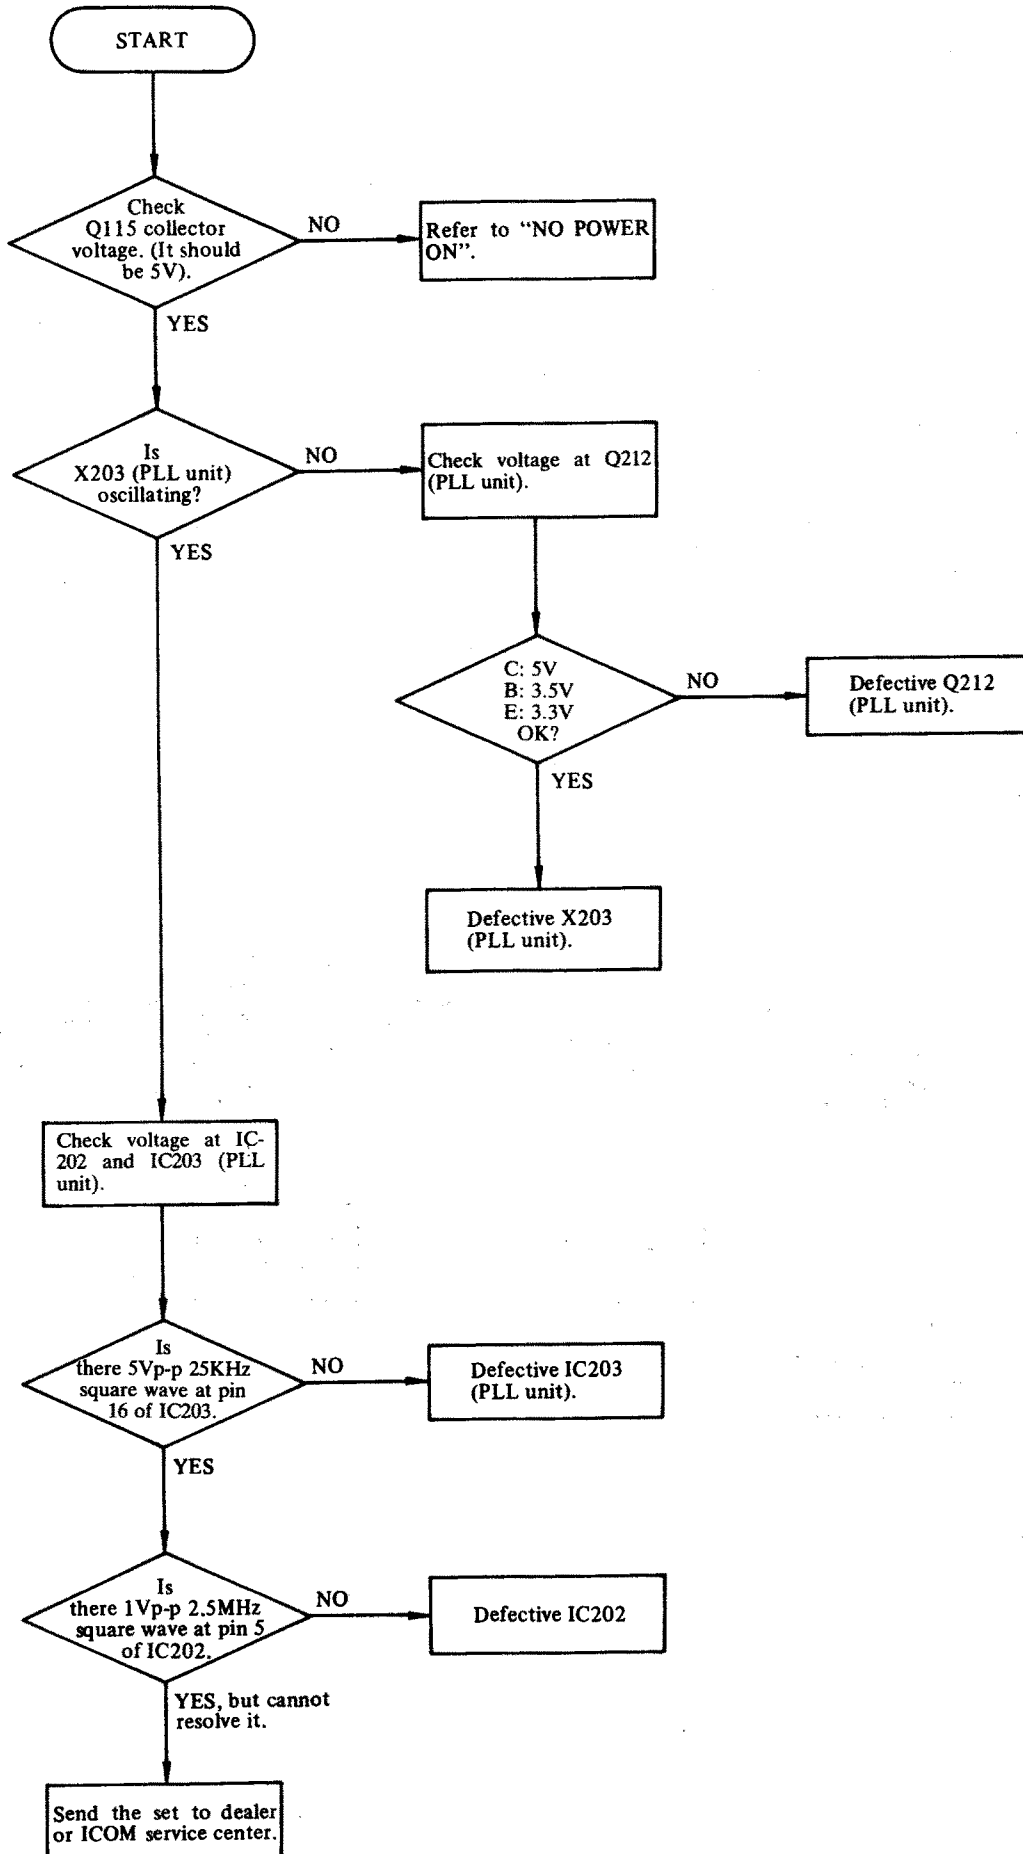 START
Check
Q115 collector
voltage. (It should
be 5V).
NO
Refer to “NO POWER
ON”.
YES
Is
X203 (PLL unit)
oscillating?
NO
Check voltage at Q212
(PLL unit).
YES
C: 5V
B: 3.5V
E: 3.3V
OK?
NO
Defective Q212
(PLL unit).
YES
Defective X203
(PLL unit).
Check voltage at IC-
202 and IC203 (PLL
unit).
Is
there 5Vp-p 25KHz
square wave at pin
16 of IC203.
NO
Defective IC203
(PLL unit).
YES
Is
there 1Vp-p 2.5MHz
square wave at pin 5
of IC202.
NO
Defective IC202
YES, but cannot
resolve it.
Send the set to dealer
or ICOM service center.